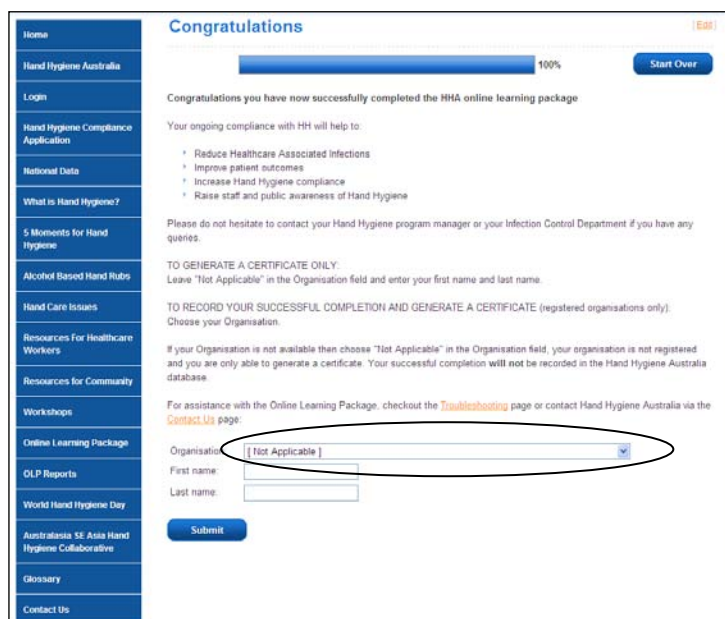 Home
Hand Hygiene Australia
Login
Hand Hygiene Compliance
Application
National Data
What is Hand Hygiene?
5 Moments for Hand
Hygiene
Alcohol Based Hand Rubs
Hand Care Issues
Resources For Healthcare
Workers
Resources for Community
Workshops
Online Learning Package
OLP Reports
World Hand Hygiene Day
Australasia SE Asia Hand
Hygiene Collaborative
Glossary
Contact Us
Congratulations
[Edit]
100%
Start Over
Congratulations you have now successfully completed the HHA online learning package
Your ongoing compliance with HH will help to:
Reduce Healthcare Associated Infections
Improve patient outcomes
Increase Hand Hygiene compliance
Raise staff and public awareness of Hand Hygiene
Please do not hesitate to contact your Hand Hygiene program manager or your Infection Control Department if you have any
queries.
TO GENERATE A CERTIFICATE ONLY:
Leave "Not Applicable" in the Organisation field and enter your first name and last name.
TO RECORD YOUR SUCCESSFUL COMPLETION AND GENERATE A CERTIFICATE (registered organisations only):
Choose your Organisation.
If your Organisation is not available then choose "Not Applicable" in the Organisation field, your organisation is not registered
and you are only able to generate a certificate. Your successful completion will not be recorded in the Hand Hygiene Australia
database.
For assistance with the Online Learning Package, checkout the Troubleshooting page or contact Hand Hygiene Australia via the
Contact Us page:
Organisation [ Not Applicable ]
First name:
Last name:
Submit